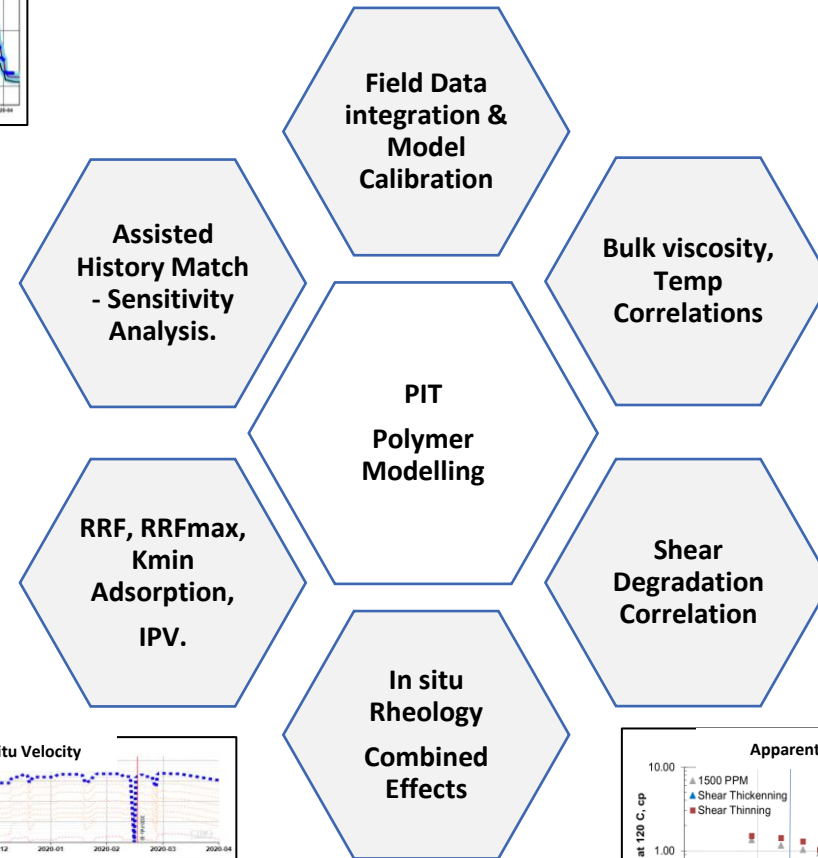 Field Data
integration &
Model
Calibration
Assisted
History Match
- Sensitivity
Analysis.
Bulk viscosity,
Temp
Correlations
PIT
Polymer
Modelling
RRF, RRFmax,
Kmin
Adsorption,
IPV.
Shear
Degradation
Correlation
In situ
Rheology
Combined
Effects
itu Velocity
12 2020-01 2020-02 2020-03 2020-04
Apparent
10.00
1500 PPM
Shear Thickenning
Shear Thinning
at 120 C, cp
1.00